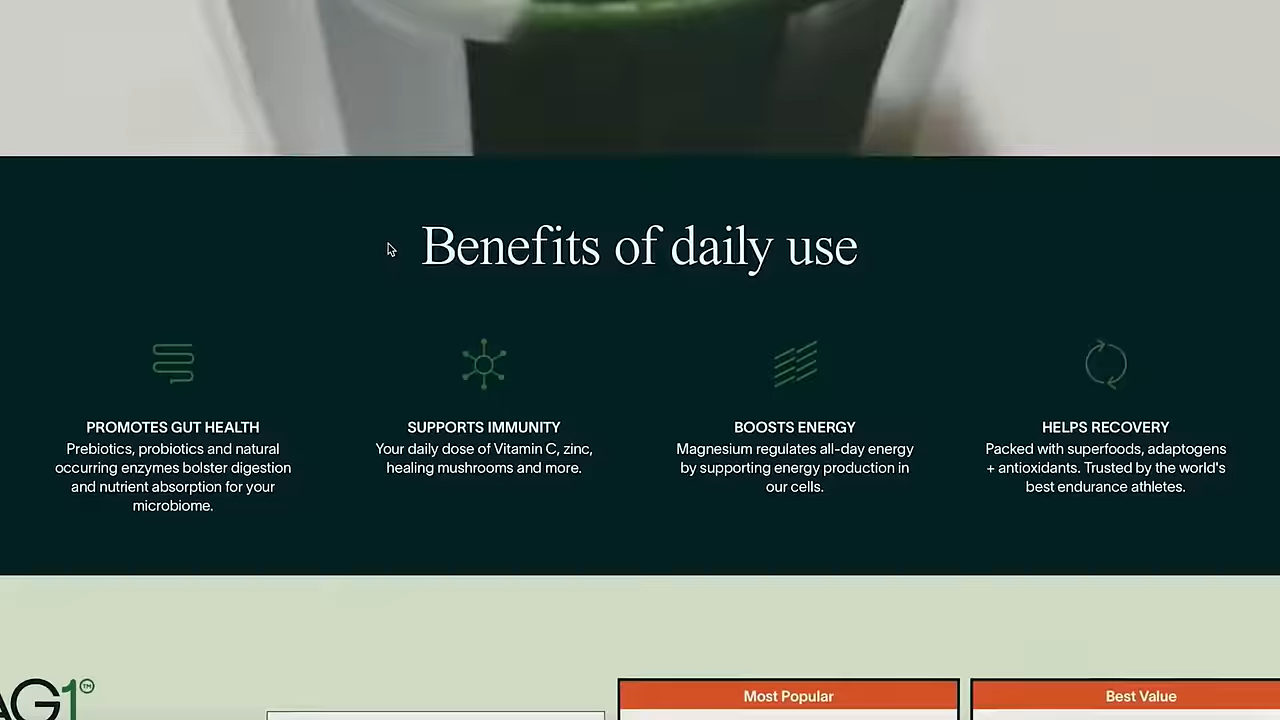 Benefits of daily use
PROMOTES GUT HEALTH
Prebiotics, probiotics and natural
occurring enzymes bolster digestion
and nutrient absorption for your
microbiome.
SUPPORTS IMMUNITY
Your daily dose of Vitamin C, zinc,
healing mushrooms and more.
BOOSTS ENERGY
Magnesium regulates all-day energy
by supporting energy production in
our cells.
HELPS RECOVERY
Packed with superfoods, adaptogens
+ antioxidants. Trusted by the world's
best endurance athletes.
AG1™
Most Popular
Best Value